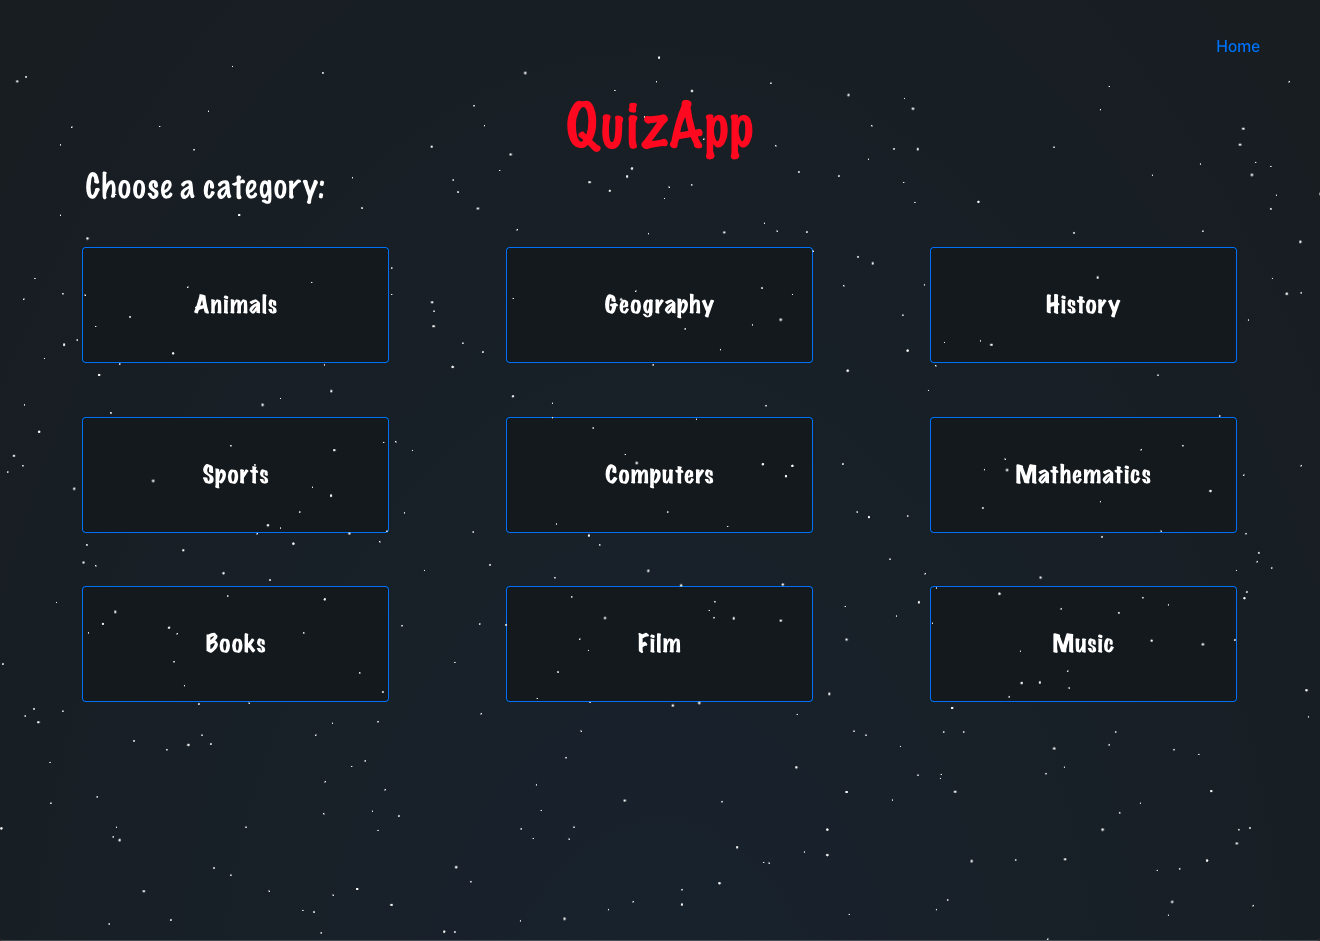 Home
QuizApp
Choose a category:
Animals
Geography
History
Sports
Computers
Mathematics
Books
Film
Music